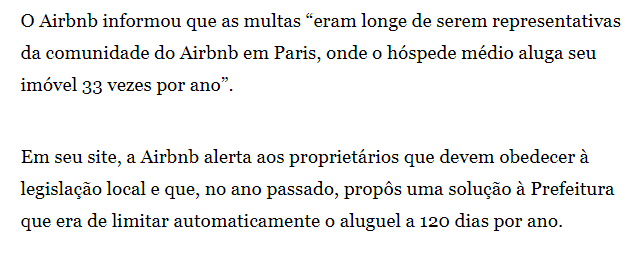 O Airbnb informou que as multas “eram longe de serem representativas
da comunidade do Airbnb em Paris, onde o hóspede médio aluga seu
imóvel 33 vezes por ano”.
Em seu site, a Airbnb alerta aos proprietários que devem obedecer à
legislação local e que, no ano passado, propôs uma solução à Prefeitura
que era de limitar automaticamente o aluguel a 120 dias por ano.